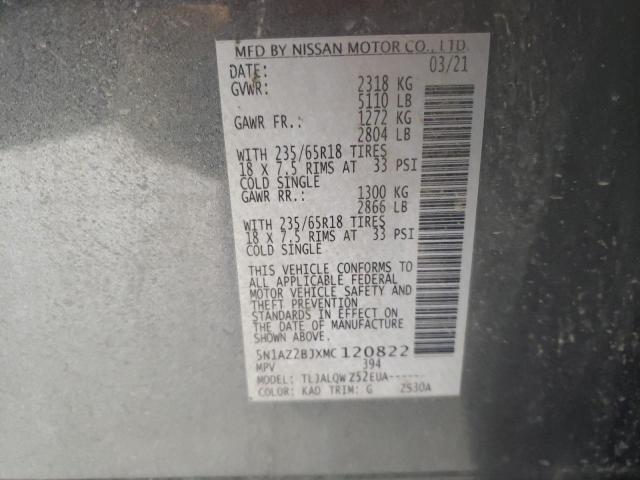 MFD BY NISSAN MOTOR CO., LTD.
DATE: 03/21
GVWR: 2318 KG
5110 LB
GAWR FR.: 1272 KG
2804 LB
WITH 235/65R18 TIRES
18 X 7.5 RIMS AT 33 PSI
COLD SINGLE
GAWR RR.: 1300 KG
2866 LB
WITH 235/65R18 TIRES
18 X 7.5 RIMS AT 33 PSI
COLD SINGLE
THIS VEHICLE CONFORMS TO
ALL APPLICABLE FEDERAL
MOTOR VEHICLE SAFETY AND
THEFT PREVENTION
STANDARDS IN EFFECT ON
THE DATE OF MANUFACTURE
SHOWN ABOVE.
5N1AZ2BJXMC120822
MPV 394
MODEL: TLJALQW Z52EUA------
COLOR: KAD TRIM: G 2530A